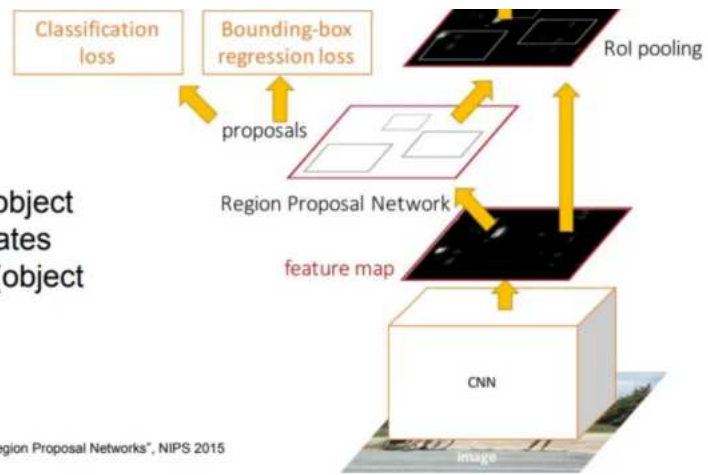 Classification
loss
Bounding-box
regression loss
RoI pooling
proposals
Region Proposal Network
object
ates
object
feature map
CNN
image
egion Proposal Networks", NIPS 2015